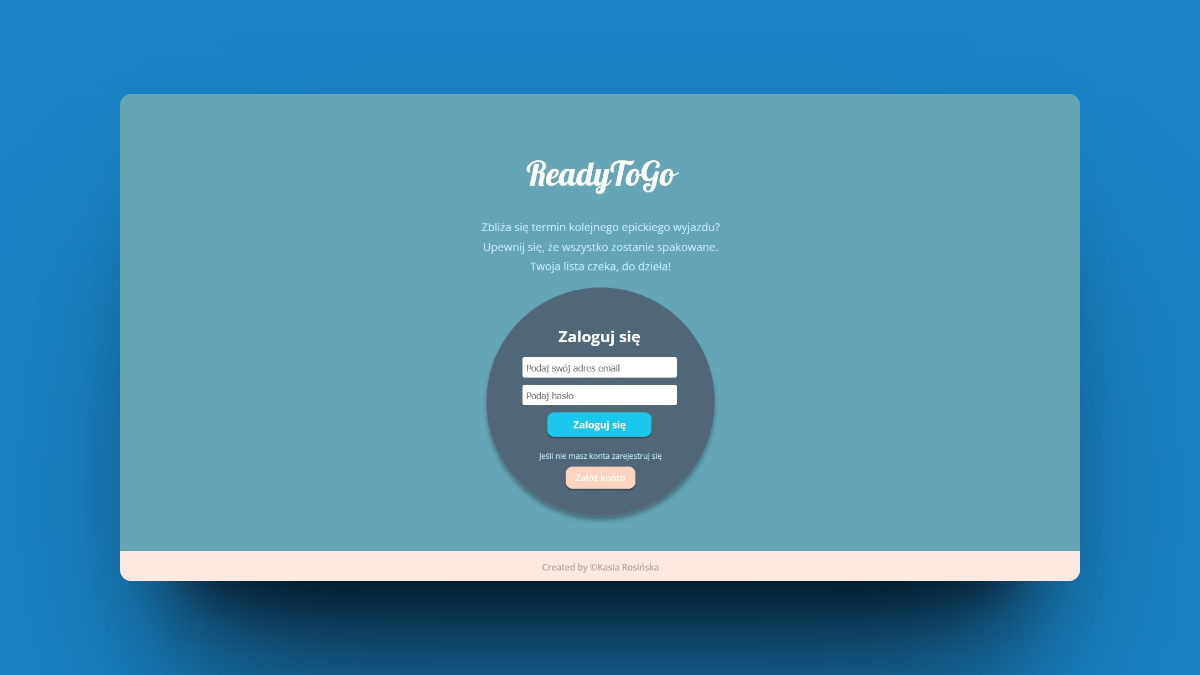 ReadyToGo
Zbliża się termin kolejnego epickiego wyjazdu?
Upewnij się, że wszystko zostanie spakowane.
Twoja lista czeka, do dzieła!
Zaloguj się
Podaj swój adres email
Podaj hasło
Zaloguj się
Jeśli nie masz konta zarejestruj się
Załóż konto
Created by ©Kasia Rosińska